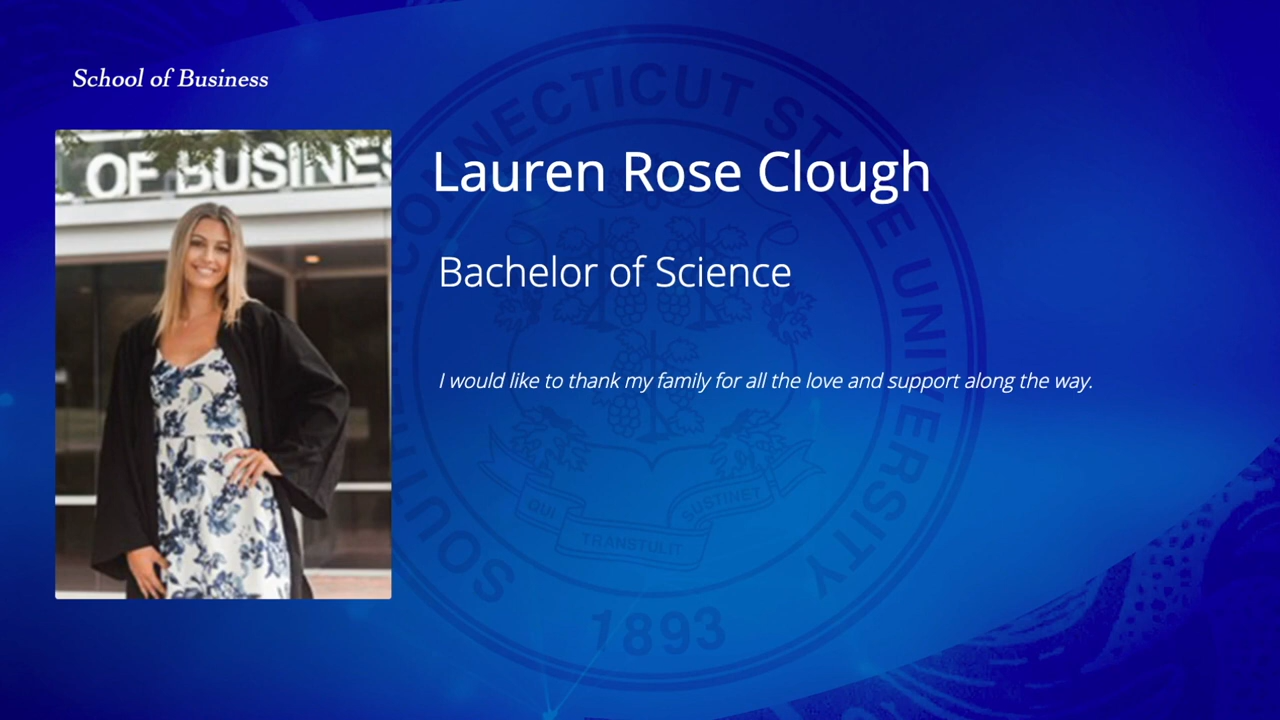 School of Business
OF BUSINES
Lauren Rose Clough
Bachelor of Science
I would like to thank my family for all the love and support along the way.
SOUTHERN CONNECTICUT STATE UNIVERSITY
QUI TRANSTULIT SUSTINET
1893